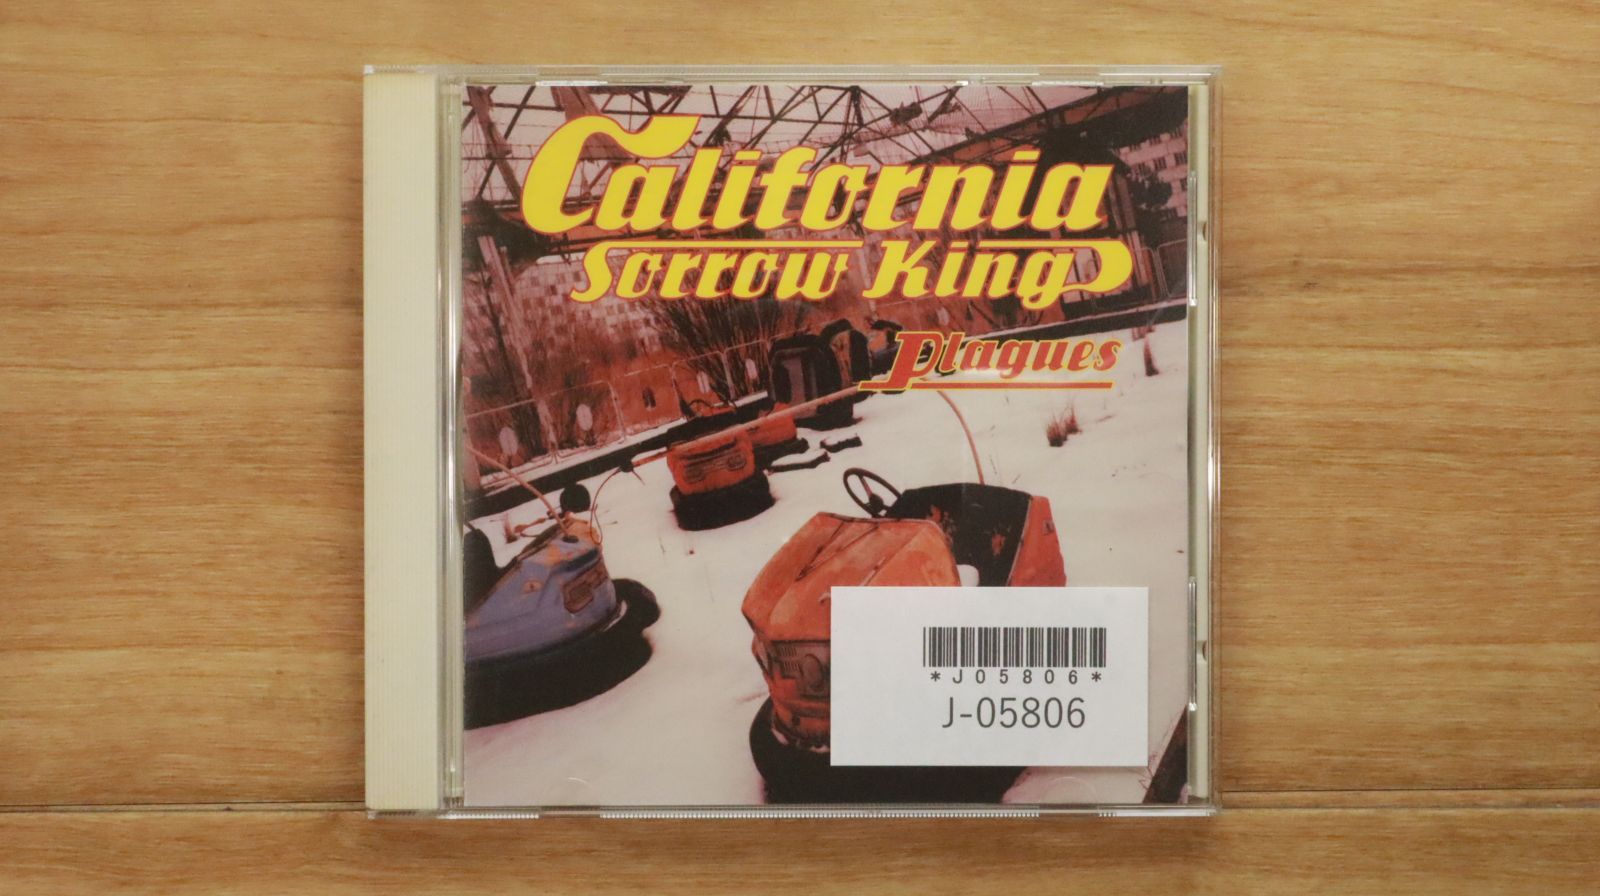 California
Sorrow King
Plagues
*J05806*
J-05806